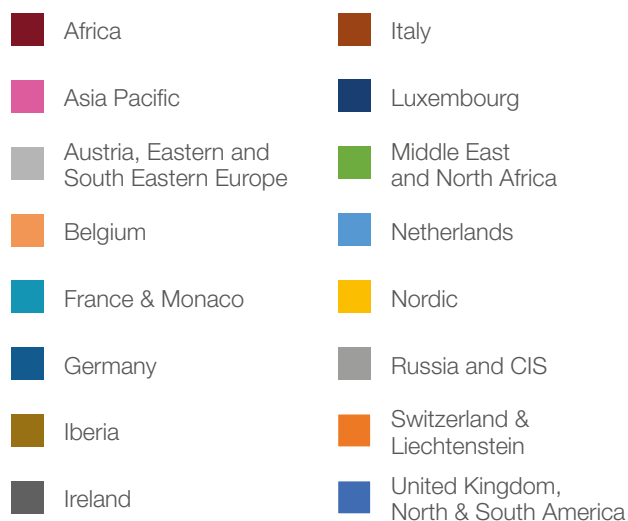 Africa
Asia Pacific
Austria, Eastern and
South Eastern Europe
Belgium
France & Monaco
Germany
Iberia
Ireland
Italy
Luxembourg
Middle East
and North Africa
Netherlands
Nordic
Russia and CIS
Switzerland &
Liechtenstein
United Kingdom,
North & South America